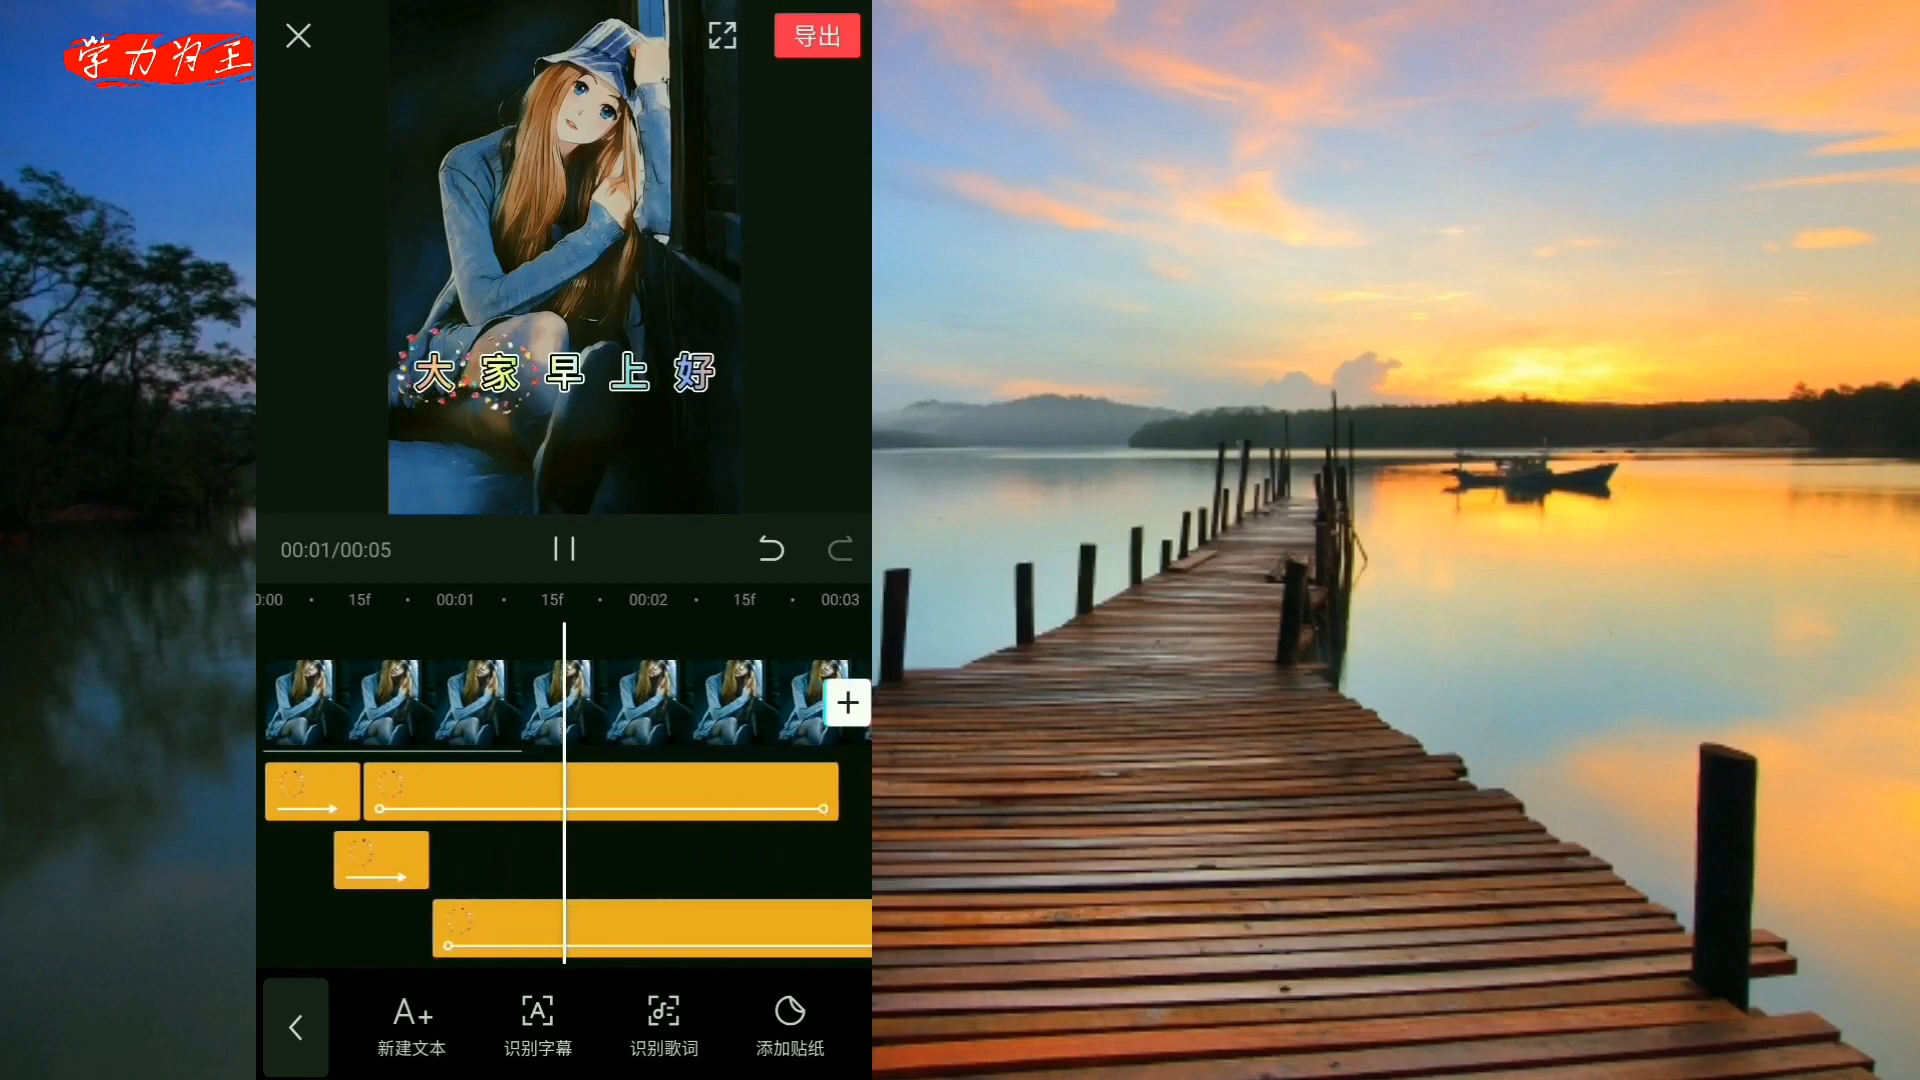 学力为王
导出
大家早上好
00:01/00:05
0:00 15f 00:01 15f 00:02 15f 00:03
新建文本 识别字幕 识别歌词 添加贴纸